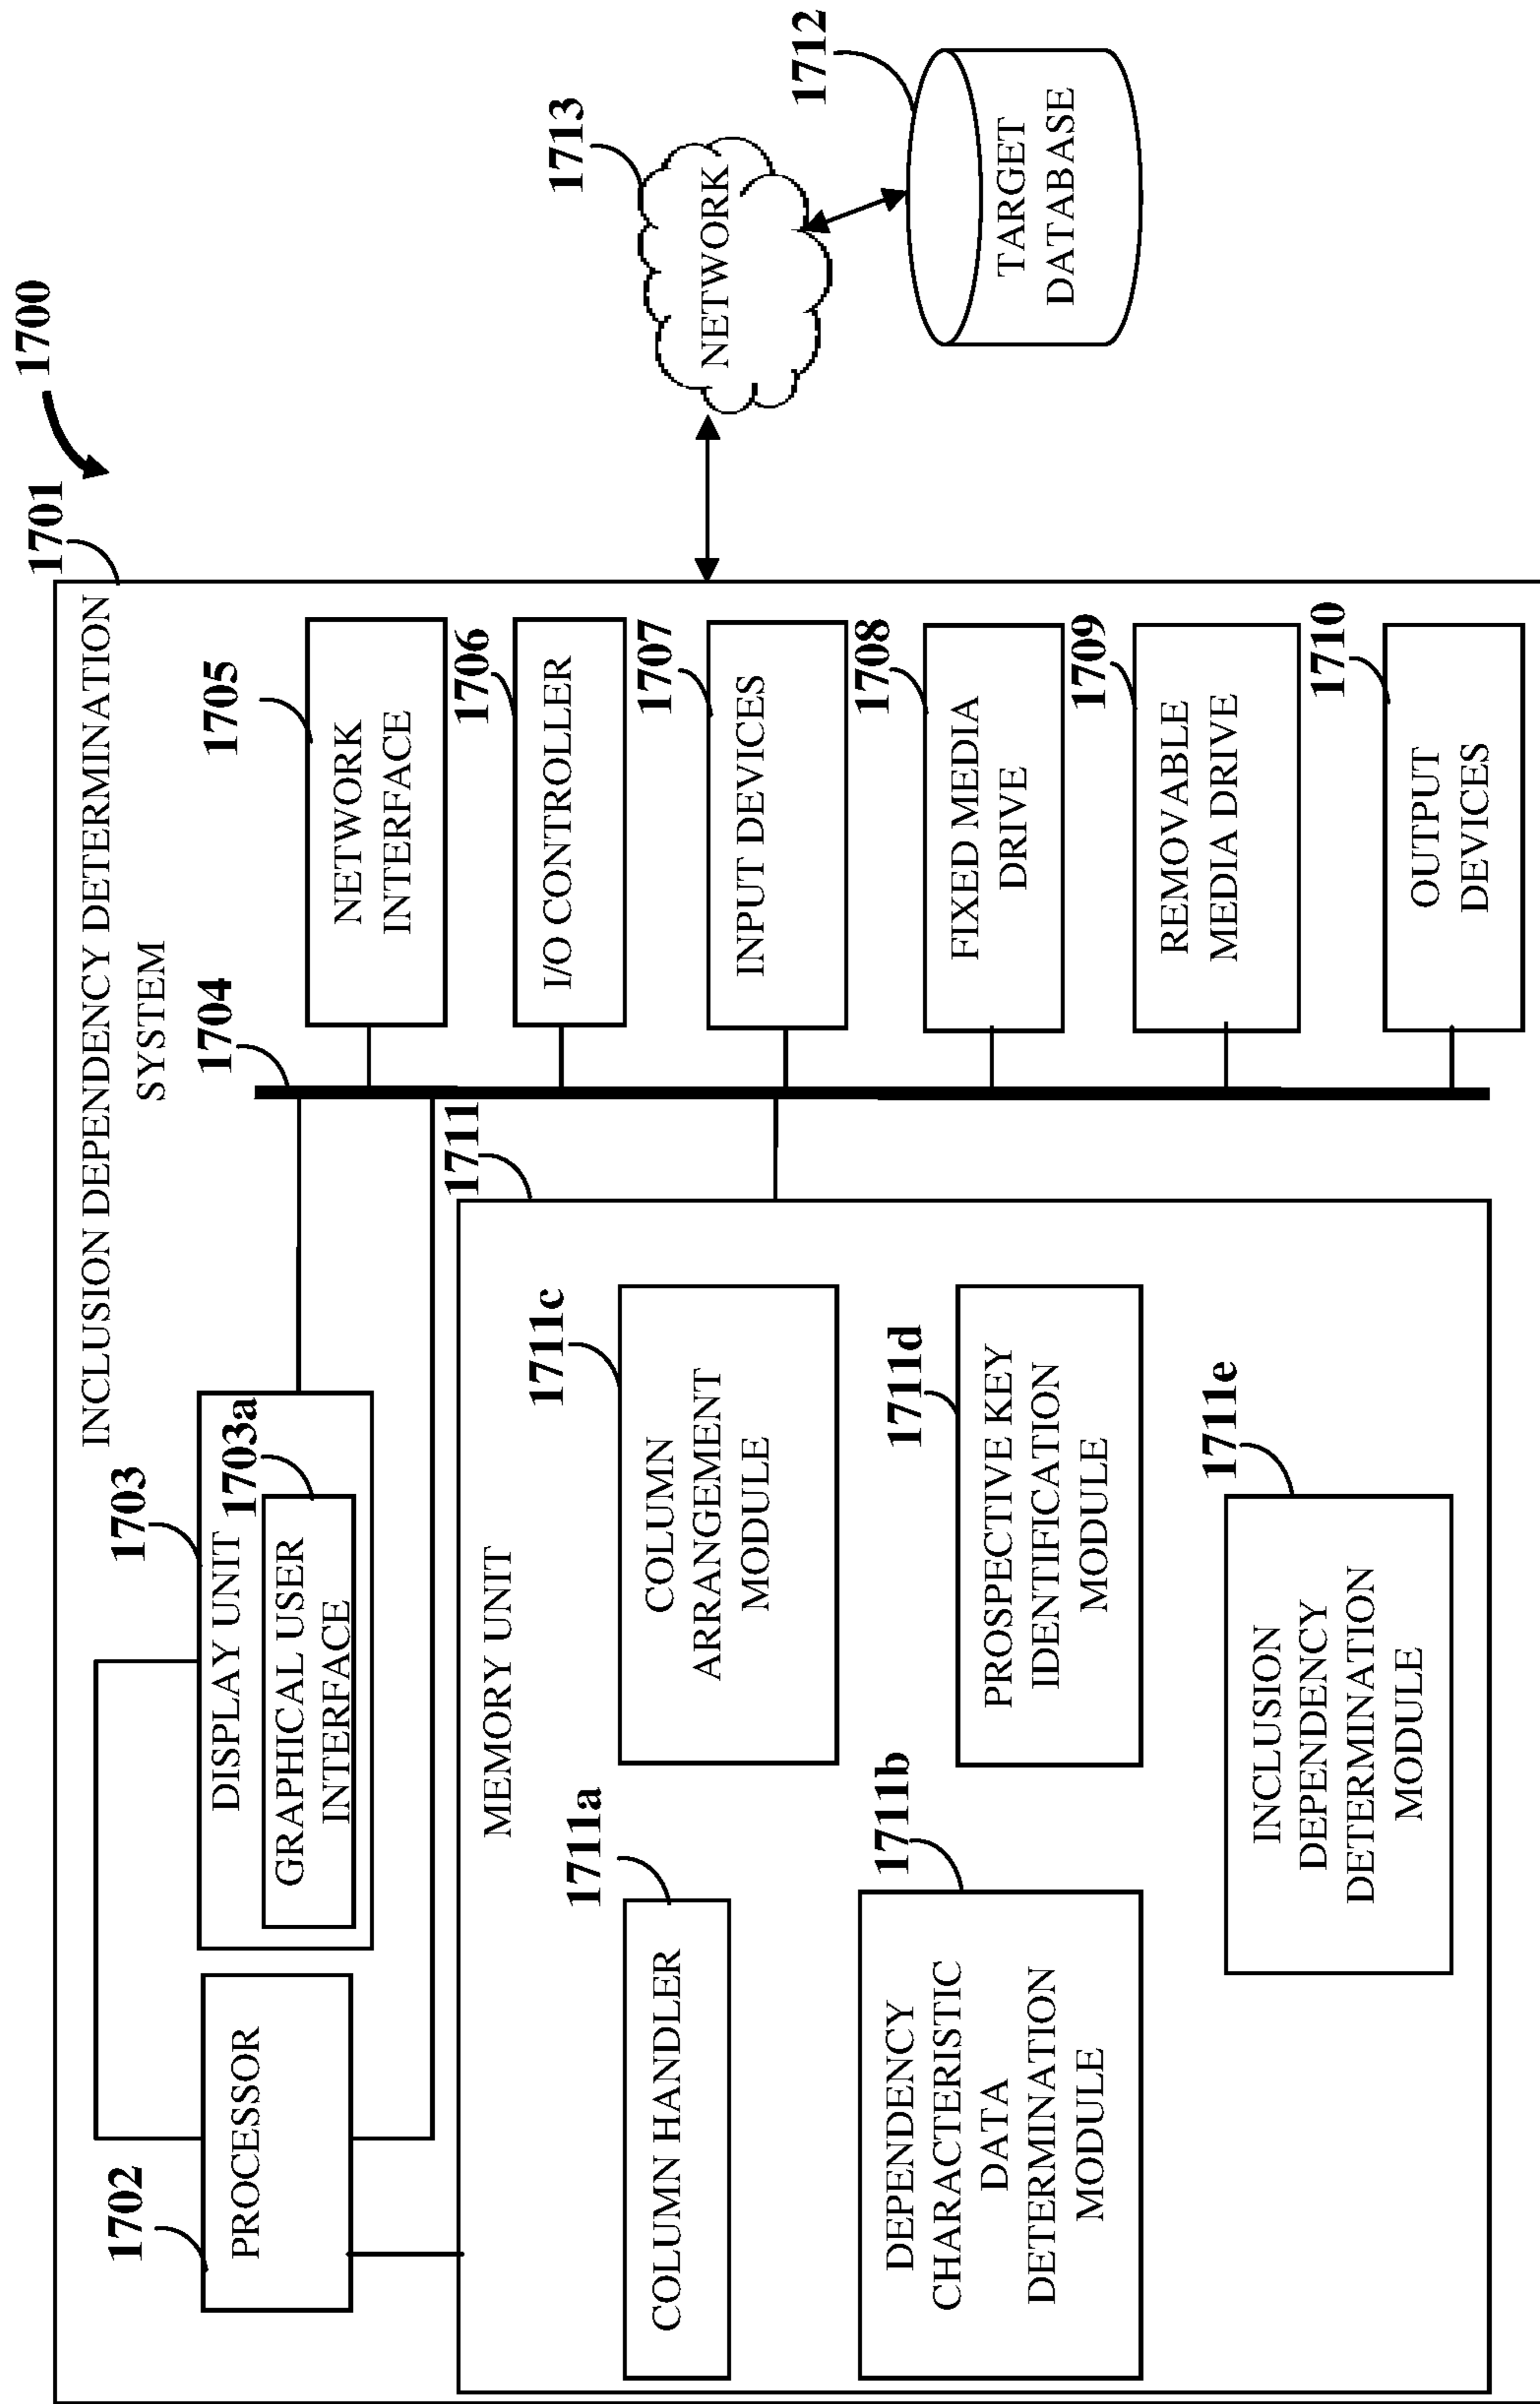 1700
1701
INCLUSION DEPENDENCY DETERMINATION
SYSTEM
1702
PROCESSOR
1703
DISPLAY UNIT
1703a
GRAPHICAL USER
INTERFACE
1704
1705
NETWORK
INTERFACE
1706
I/O CONTROLLER
1707
INPUT DEVICES
1708
FIXED MEDIA
DRIVE
1709
REMOVABLE
MEDIA DRIVE
1710
OUTPUT
DEVICES
1711
MEMORY UNIT
1711a
COLUMN HANDLER
1711b
DEPENDENCY
CHARACTERISTIC
DATA
DETERMINATION
MODULE
1711c
COLUMN
ARRANGEMENT
MODULE
1711d
PROSPECTIVE KEY
IDENTIFICATION
MODULE
1711e
INCLUSION
DEPENDENCY
DETERMINATION
MODULE
1713
NETWORK
1712
TARGET
DATABASE